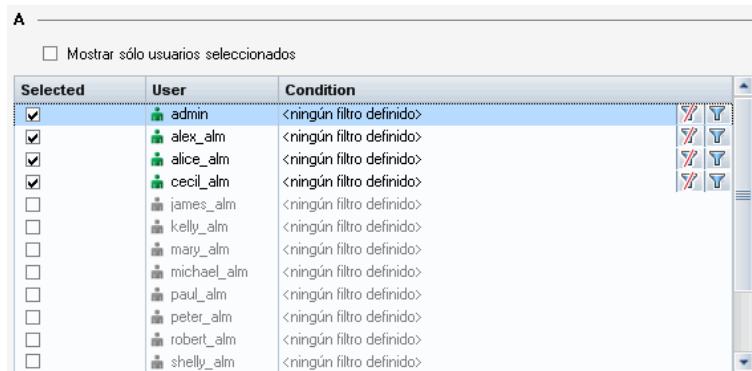 A
Mostrar sólo usuarios seleccionados
Selected User Condition
admin <ningún filtro definido>
alex_alm <ningún filtro definido>
alice_alm <ningún filtro definido>
cecil_alm <ningún filtro definido>
james_alm <ningún filtro definido>
kelly_alm <ningún filtro definido>
mary_alm <ningún filtro definido>
michael_alm <ningún filtro definido>
paul_alm <ningún filtro definido>
peter_alm <ningún filtro definido>
robert_alm <ningún filtro definido>
shelly_alm <ningún filtro definido>